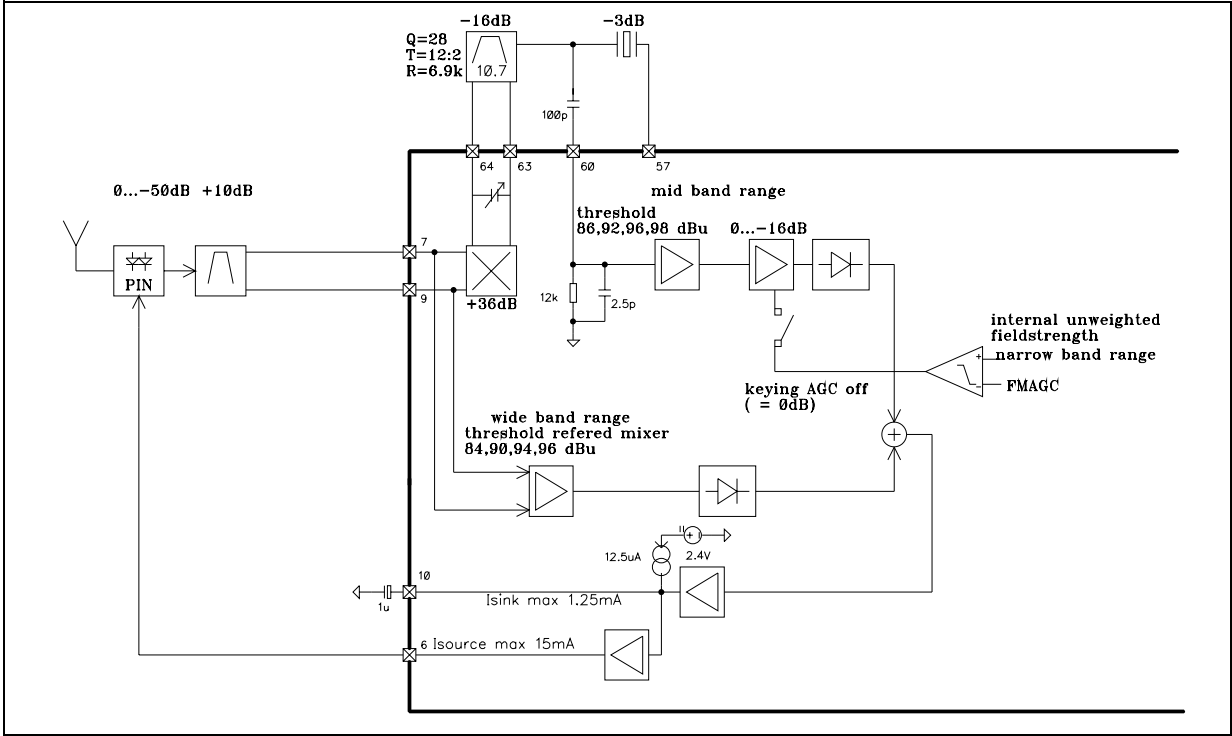 -16dB
-3dB
Q=28
T=12:2
R=6.9k
10.7
100p
64
63
60
57
0...-50dB +10dB
mid band range
threshold
86,92,96,98 dBu
0...-16dB
7
PIN
9
+36dB
12k
2.5p
internal unweighted
fieldstrength
narrow band range
+
-
FMAGC
keying AGC off
( = 0dB)
wide band range
threshold refered mixer
84,90,94,96 dBu
+
12.5uA
+
2.4V
10
1u
Isink max 1.25mA
6
Isource max 15mA